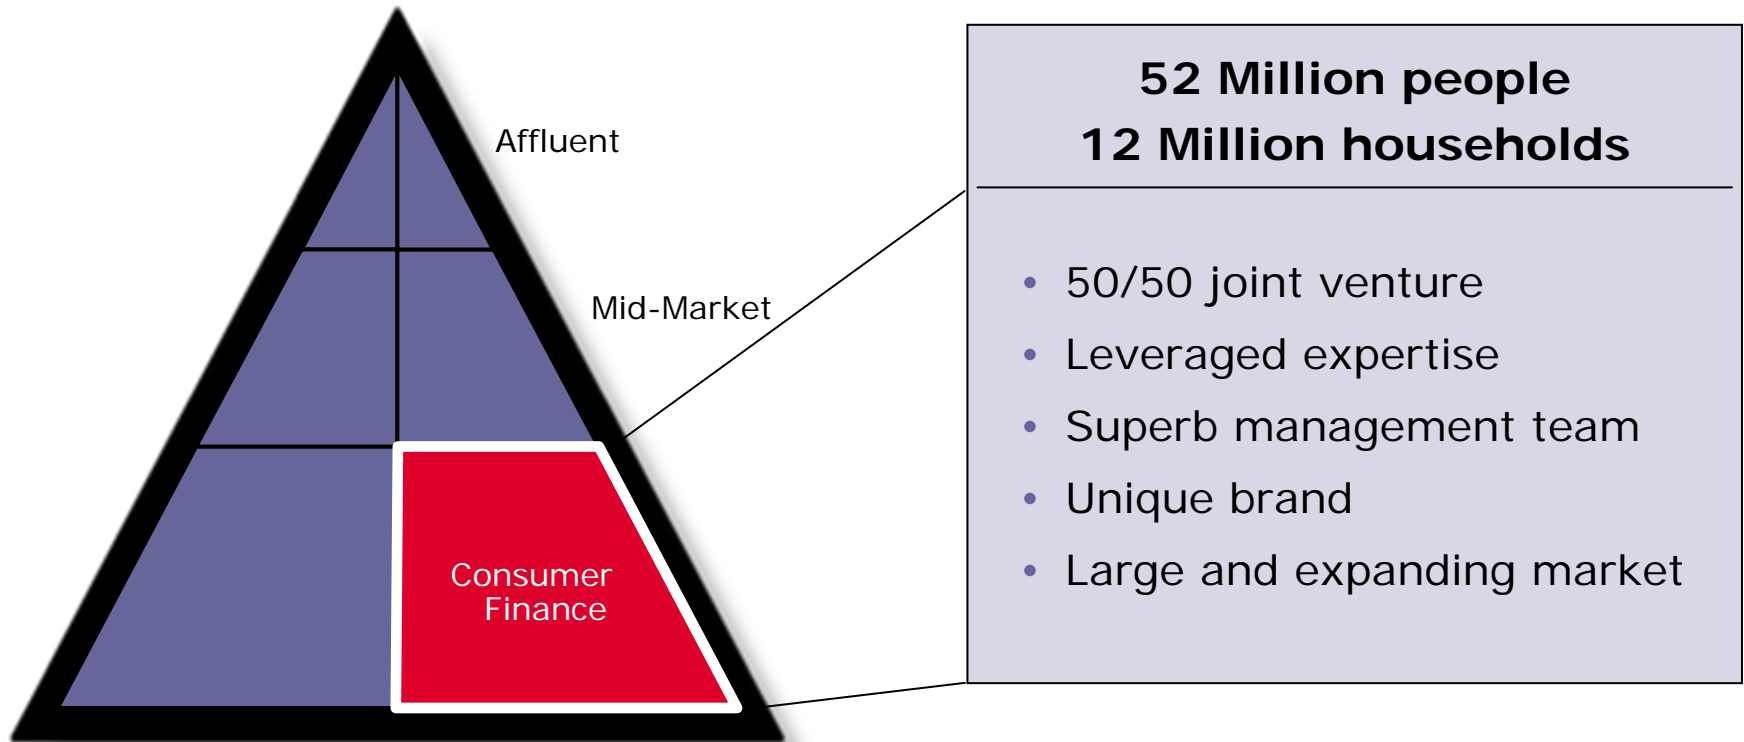 Affluent
Mid-Market
Consumer
Finance
52 Million people
12 Million households
• 50/50 joint venture
• Leveraged expertise
• Superb management team
• Unique brand
• Large and expanding market